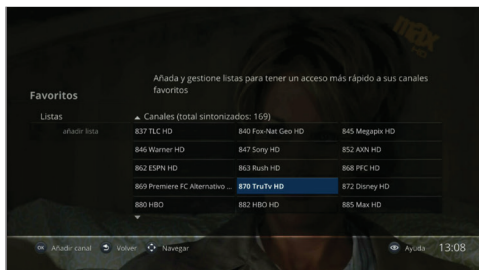 max
HD
Añada y gestione listas para tener un acceso más rápido a sus canales
favoritos
Favoritos
Listas
añadir lista
Canales (total sintonizados: 169)
837 TLC HD
840 Fox-Nat Geo HD
845 Megapix HD
846 Warner HD
847 Sony HD
852 AXN HD
862 ESPN HD
863 Rush HD
868 PFC HD
869 Premiere FC Alternativo ...
870 TruTv HD
872 Disney HD
880 HBO
882 HBO HD
885 Max HD
OK Añadir canal
Volver
Navegar
Ayuda
13:08